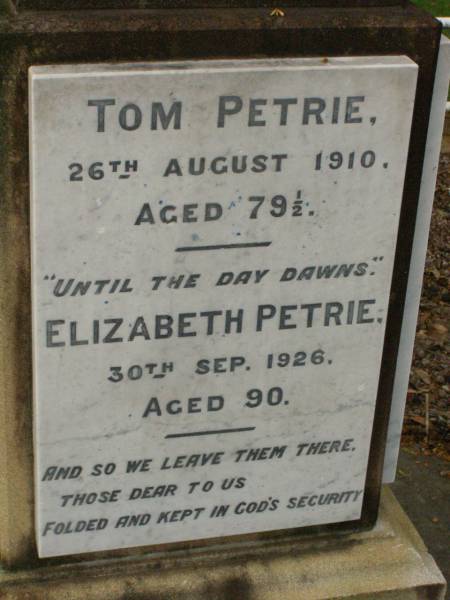 TOM PETRIE,
26TH AUGUST 1910.
AGED 79½.
"UNTIL THE DAY DAWNS."
ELIZABETH PETRIE.
30TH SEP. 1926.
AGED 90.
AND SO WE LEAVE THEM THERE,
THOSE DEAR TO US
FOLDED AND KEPT IN GOD'S SECURITY